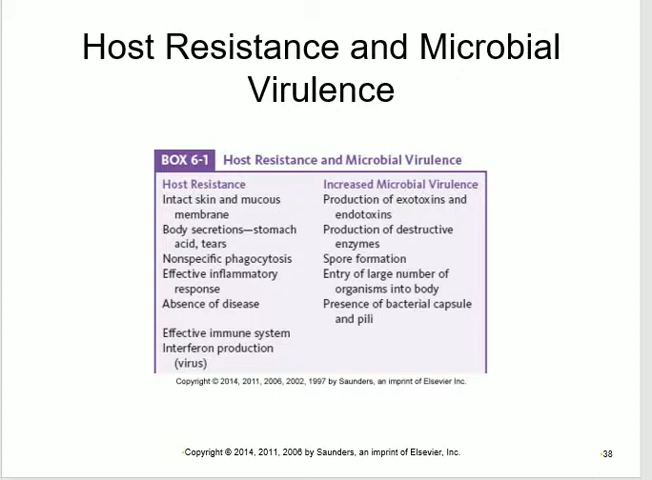 Host Resistance and Microbial
Virulence
BOX 6-1 Host Resistance and Microbial Virulence
Host Resistance
Intact skin and mucous
membrane
Body secretions—stomach
acid, tears
Nonspecific phagocytosis
Effective inflammatory
response
Absence of disease
Effective immune system
Interferon production
(virus)
Increased Microbial Virulence
Production of exotoxins and
endotoxins
Production of destructive
enzymes
Spore formation
Entry of large number of
organisms into body
Presence of bacterial capsule
and pili
Copyright © 2014, 2011, 2006, 2002, 1997 by Saunders, an imprint of Elsevier Inc.
Copyright © 2014, 2011, 2006 by Saunders, an imprint of Elsevier, Inc.
38